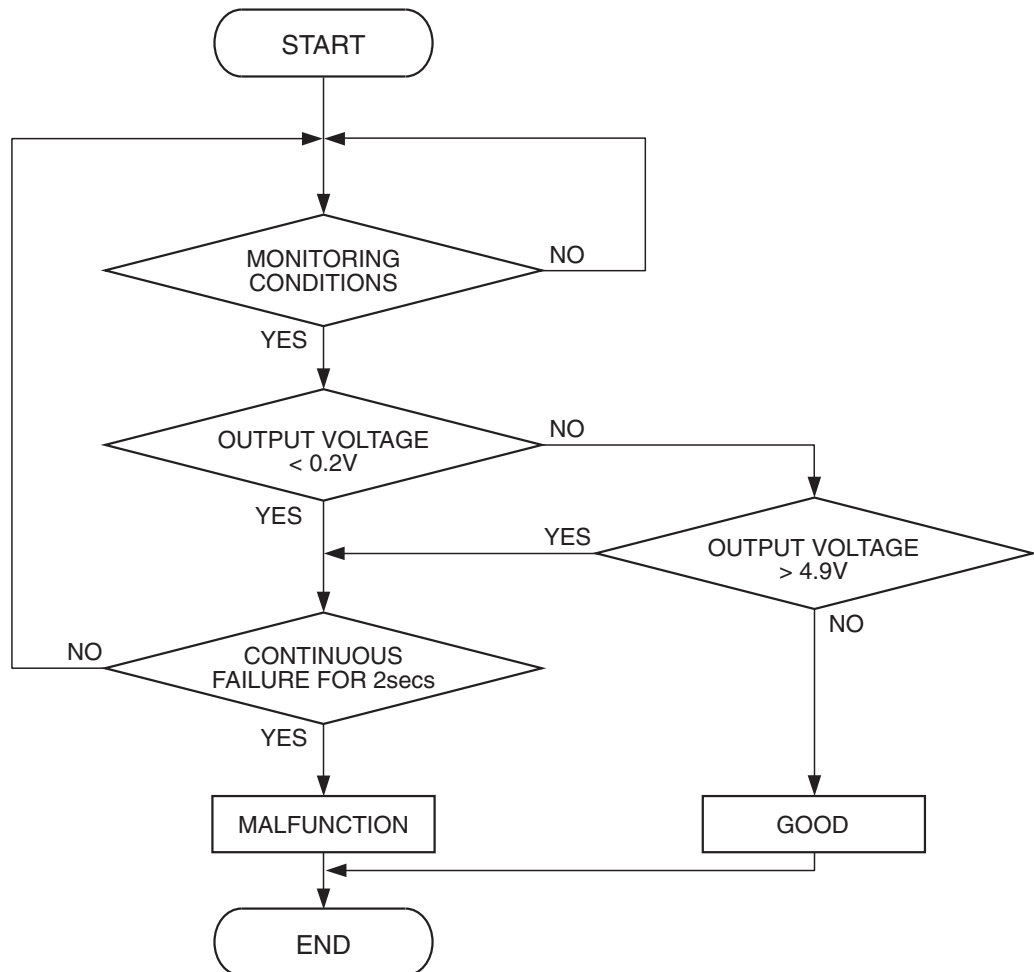 START
MONITORING
CONDITIONS
NO
YES
OUTPUT VOLTAGE
< 0.2V
NO
YES
YES
OUTPUT VOLTAGE
> 4.9V
NO
NO
CONTINUOUS
FAILURE FOR 2secs
YES
MALFUNCTION
GOOD
END